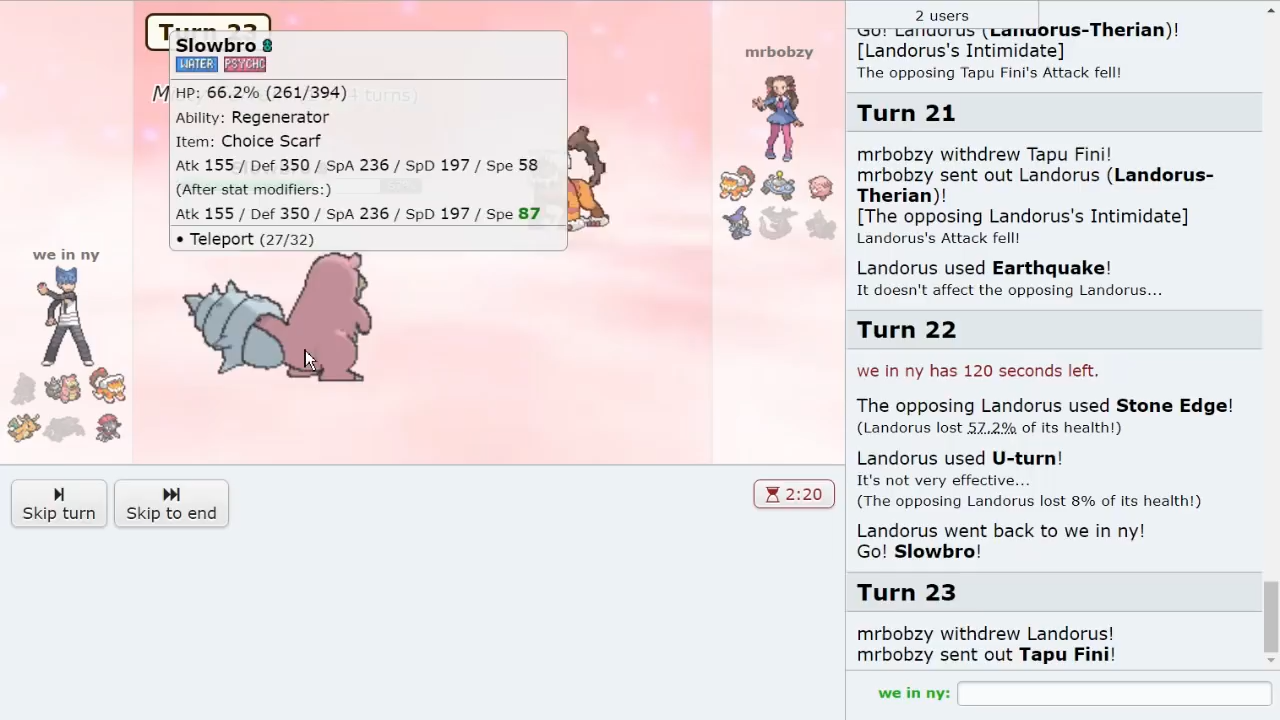 Turn 23
Slowbro
WATER PSYCHC
HP: 66.2% (261/394)
Ability: Regenerator
Item: Choice Scarf
Atk 155 / Def 350 / SpA 236 / SpD 197 / Spe 58
(After stat modifiers:)
Atk 155 / Def 350 / SpA 236 / SpD 197 / Spe 87
• Teleport (27/32)
turns)
we in ny
mrbobzy
Skip turn
Skip to end
2:20
2 users
Go! Landorus (Landorus-Therian)!
[Landorus's Intimidate]
The opposing Tapu Fini's Attack fell!
Turn 21
mrbobzy withdrew Tapu Fini!
mrbobzy sent out Landorus (Landorus-
Therian)!
[The opposing Landorus's Intimidate]
Landorus's Attack fell!
Landorus used Earthquake!
It doesn't affect the opposing Landorus...
Turn 22
we in ny has 120 seconds left.
The opposing Landorus used Stone Edge!
(Landorus lost 57.2% of its health!)
Landorus used U-turn!
It's not very effective...
(The opposing Landorus lost 8% of its health!)
Landorus went back to we in ny!
Go! Slowbro!
Turn 23
mrbobzy withdrew Landorus!
mrbobzy sent out Tapu Fini!
we in ny: